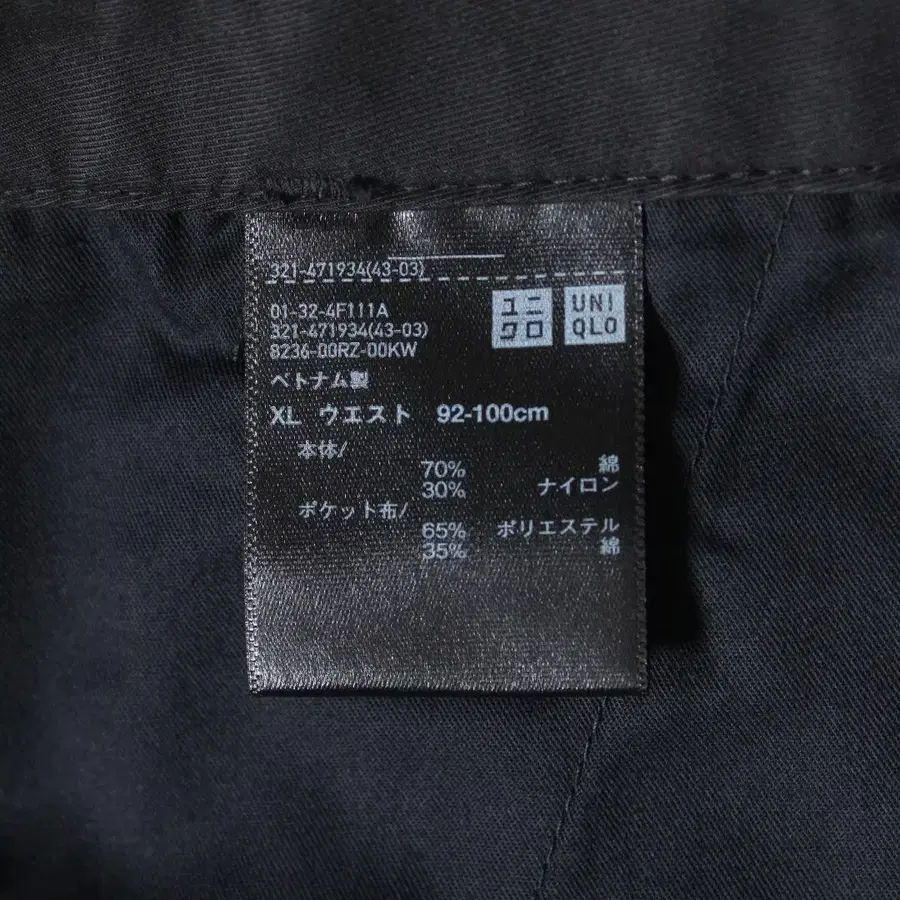 321-471934(43-03)
01-32-4F111A
321-471934(43-03)
8236-00RZ-00KW
ユニ
クロ
UNI
QLO
ベトナム製
XL ウエスト 92-100cm
本体/
70% 綿
30% ナイロン
ポケット布/
65% ポリエステル
35% 綿